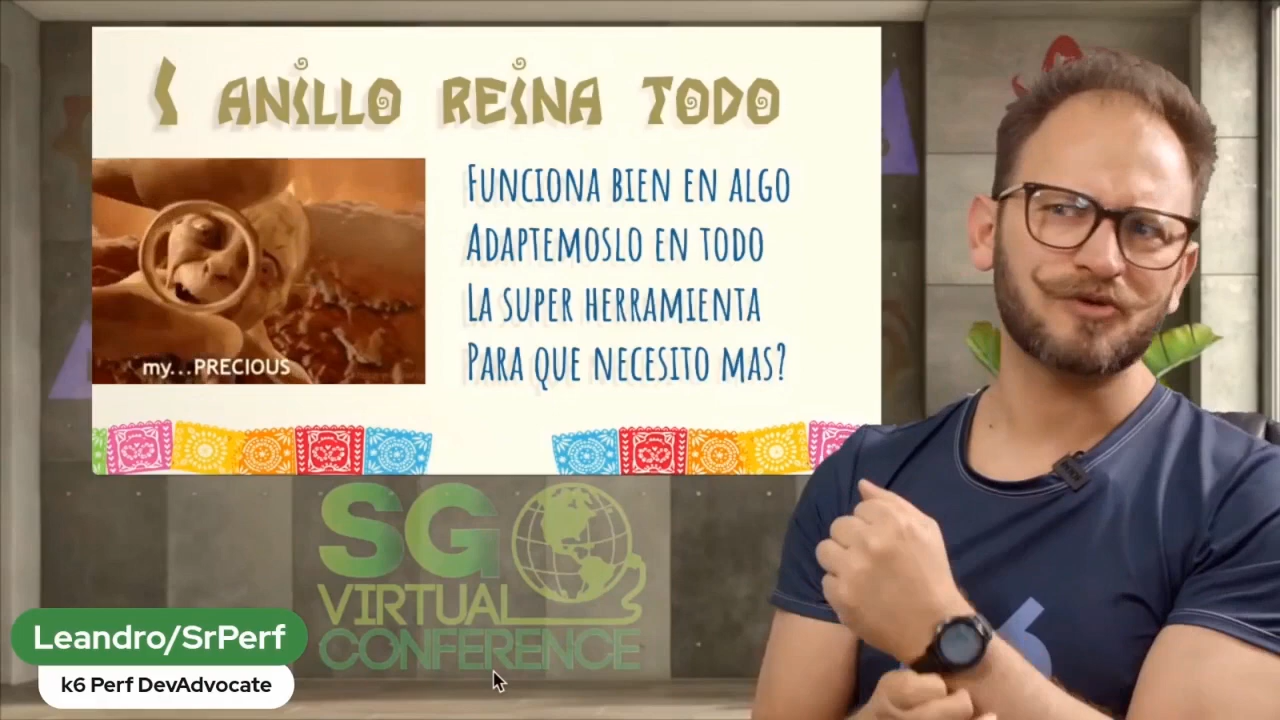 1 ANILLO REINA TODO
FUNCIONA BIEN EN ALGO
ADAPTEMOSLO EN TODO
LA SUPER HERRAMIENTA
PARA QUE NECESITO MAS?
my...PRECIOUS
SG
VIRTUAL
CONFERENCE
Leandro/SrPerf
k6 Perf DevAdvocate